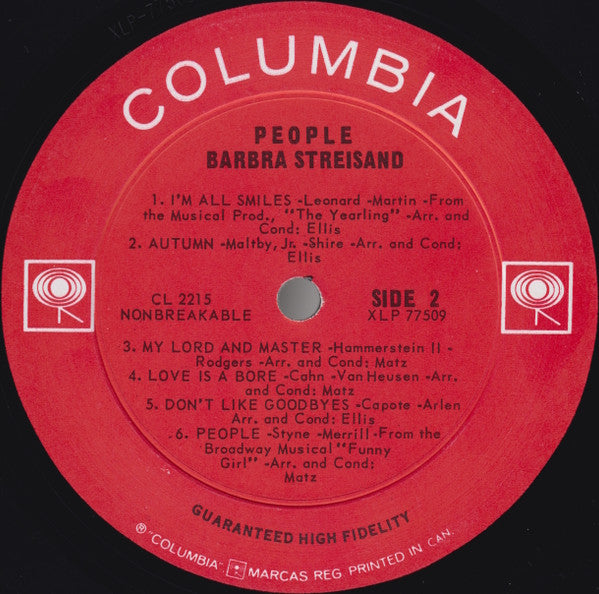 COLUMBIA
PEOPLE
BARBRA STREISAND
1. I'M ALL SMILES -Leonard -Martin -From
the Musical Prod., "The Yearling" -Arr. and
Cond: Ellis
2. AUTUMN -Maltby, Jr. -Shire -Arr. and Cond:
Ellis
CL 2215
NONBREAKABLE
SIDE 2
XLP 77509
3. MY LORD AND MASTER -Hammerstein II -
Rodgers -Arr. and Cond: Matz
4. LOVE IS A BORE -Cahn -Van Heusen -Arr.
and Cond: Matz
5. DON'T LIKE GOODBYES -Capote -Arlen
Arr. and Cond: Ellis
6. PEOPLE -Styne -Merrill -From the
Broadway Musical "Funny
Girl" -Arr. and Cond:
Matz
GUARANTEED HIGH FIDELITY
® "COLUMBIA", MARCAS REG. PRINTED IN CAN.